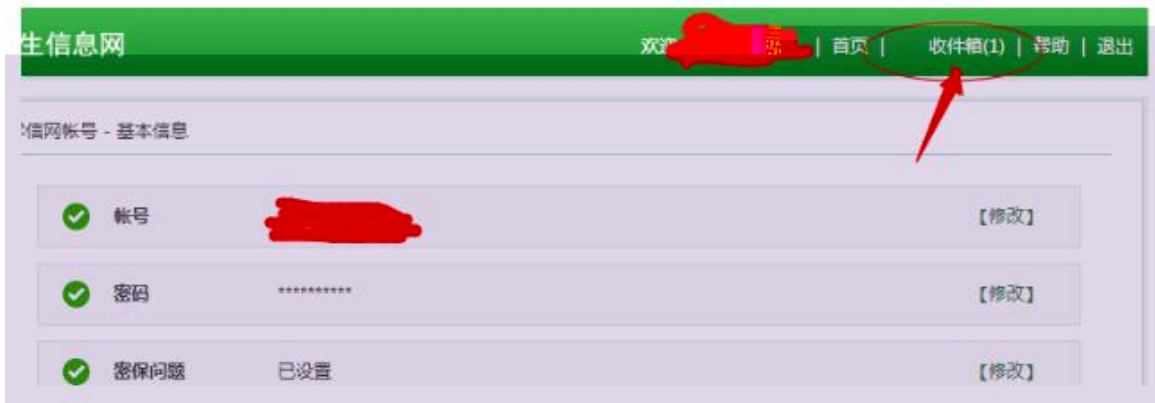 生信息网
欢迎 | 首页 | 收件箱(1) | 帮助 | 退出
信网帐号 - 基本信息
帐号 【修改】
密码 ********** 【修改】
密保问题 已设置 【修改】